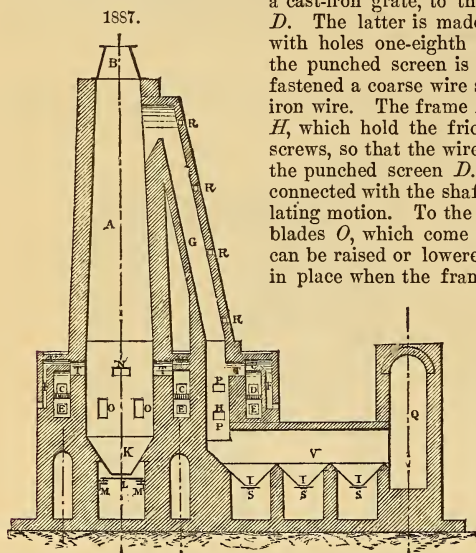 1887.
a cast-iron grate, to th
D. The latter is made
with holes one-eighth
the punched screen is
fastened a coarse wire
iron wire. The frame
H, which hold the fric
screws, so that the wire
the punched screen D.
connected with the shaf
lating motion. To the
blades O, which come
can be raised or lowere
in place when the fram
B
R
R
A
G
R
R
N
T
T
T
C
C
P
D
O
O
E
E
H
P
E
K
V
Q
L
M
M
T
T
T
S
S
S